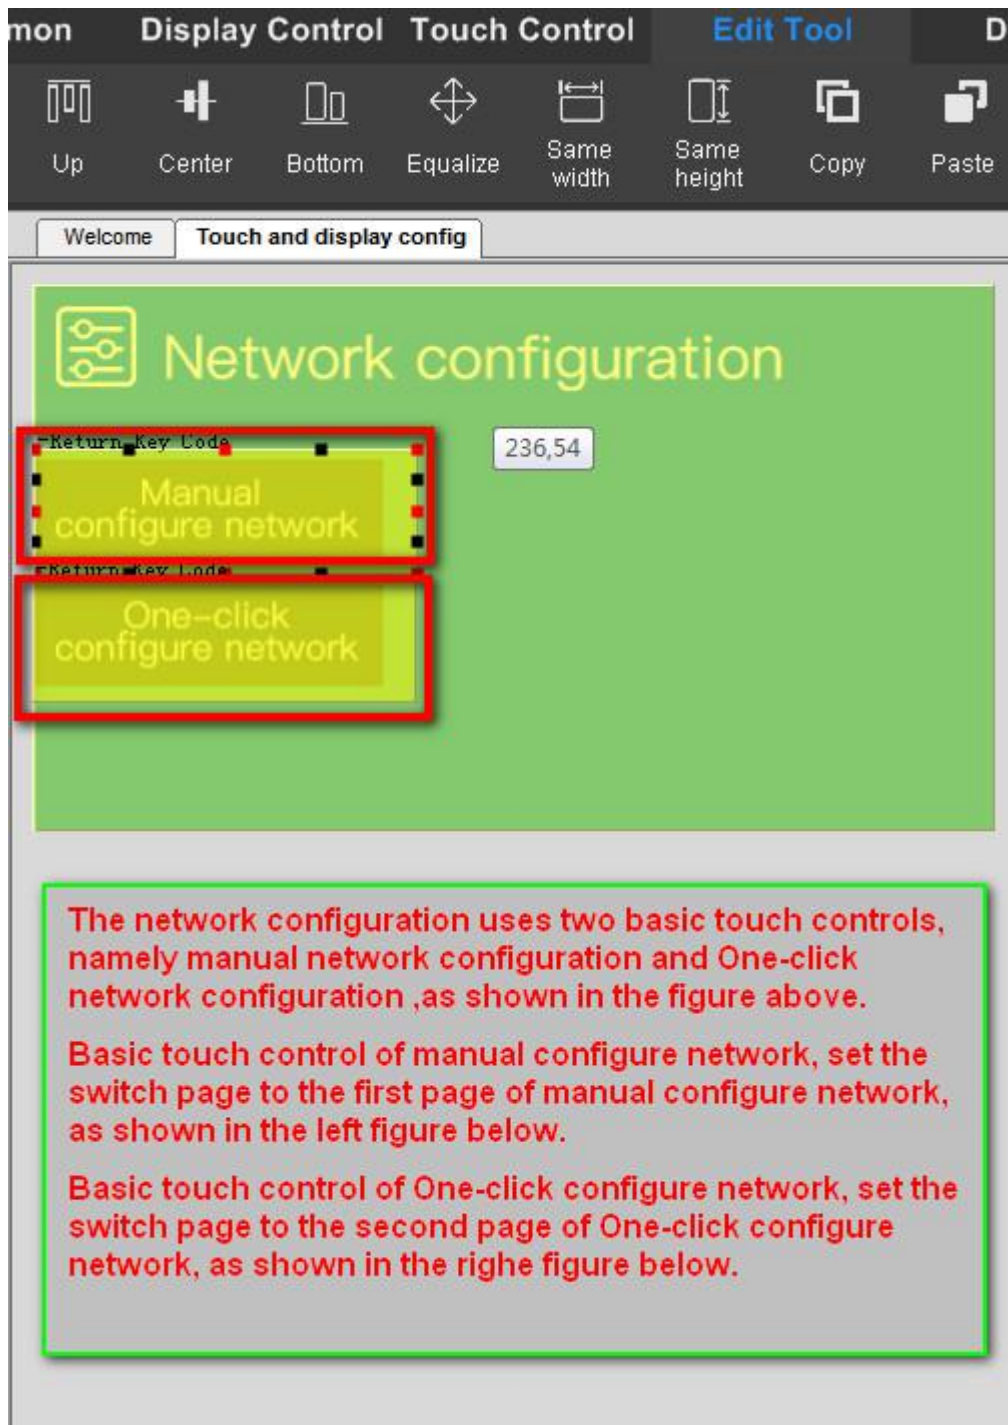 mon Display Control Touch Control Edit Tool D
Up Center Bottom Equalize Same width Same height Copy Paste
Welcome Touch and display config
Network configuration
-Return Key Code
236,54
Manual
configure network
-Return Key Code
One-click
configure network
The network configuration uses two basic touch controls,
namely manual network configuration and One-click
network configuration ,as shown in the figure above.
Basic touch control of manual configure network, set the
switch page to the first page of manual configure network,
as shown in the left figure below.
Basic touch control of One-click configure network, set the
switch page to the second page of One-click configure
network, as shown in the righe figure below.